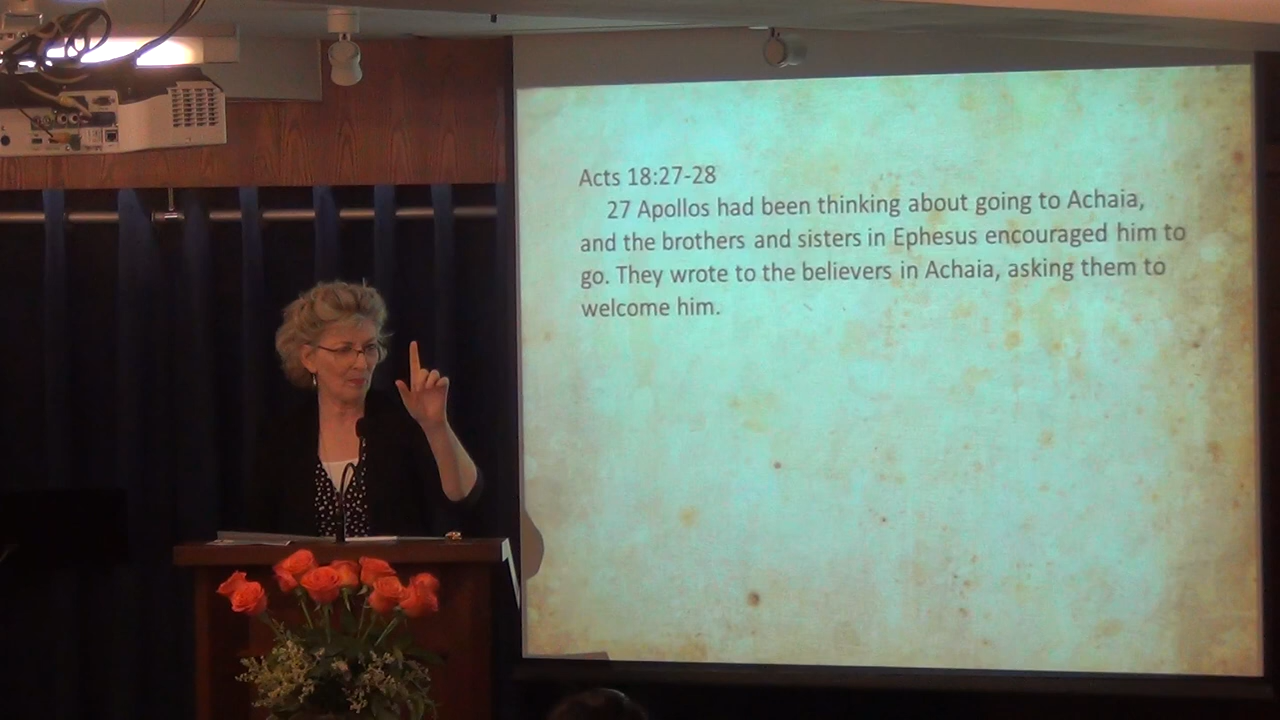 Acts 18:27-28
27 Apollos had been thinking about going to Achaia,
and the brothers and sisters in Ephesus encouraged him to
go. They wrote to the believers in Achaia, asking them to
welcome him.